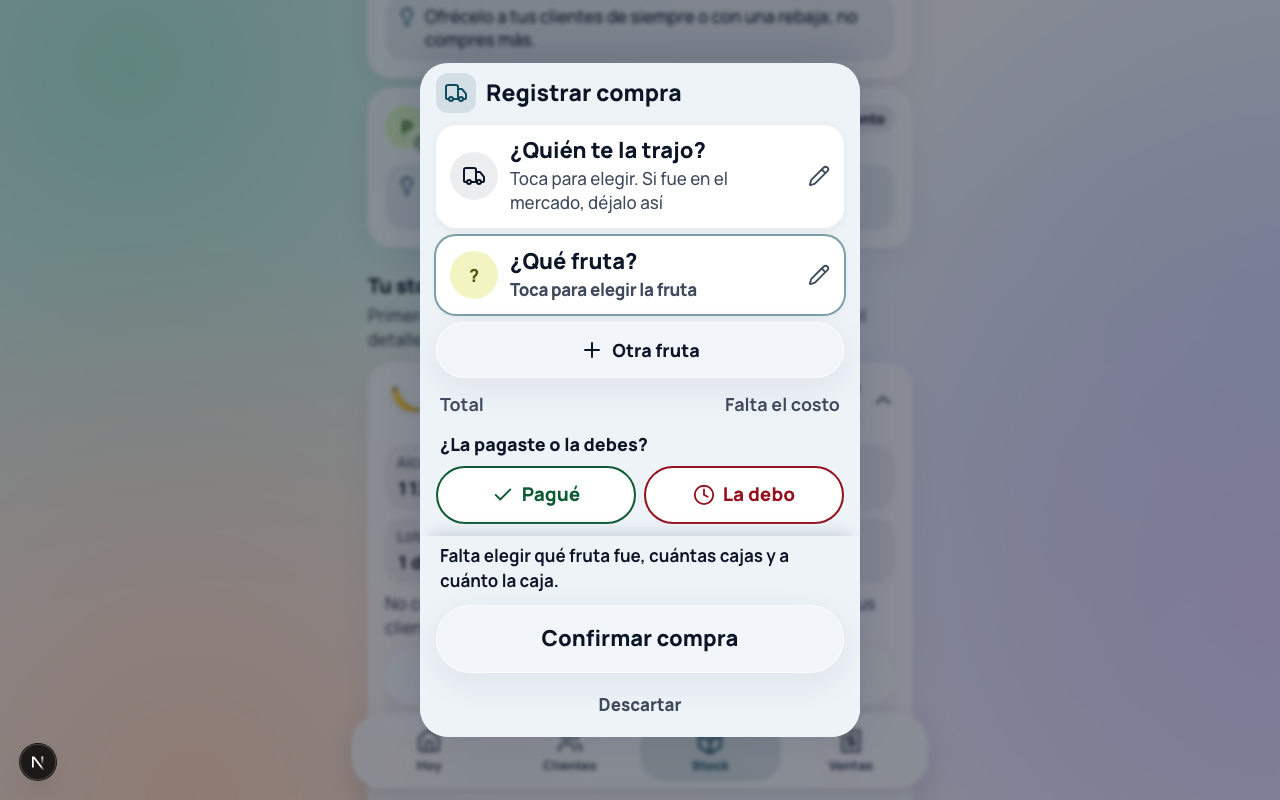 Ofrécelo a tus clientes de siempre o con una rebaja; no
compres más.
Registrar compra
P
¿Quién te la trajo?
Toca para elegir. Si fue en el
mercado, déjalo así
?
¿Qué fruta?
Toca para elegir la fruta
Otra fruta
Total
Falta el costo
¿La pagaste o la debes?
Pagué
La debo
Falta elegir qué fruta fue, cuántas cajas y a
cuánto la caja.
Confirmar compra
Descartar
Hoy
Clientes
Stock
Ventas
N